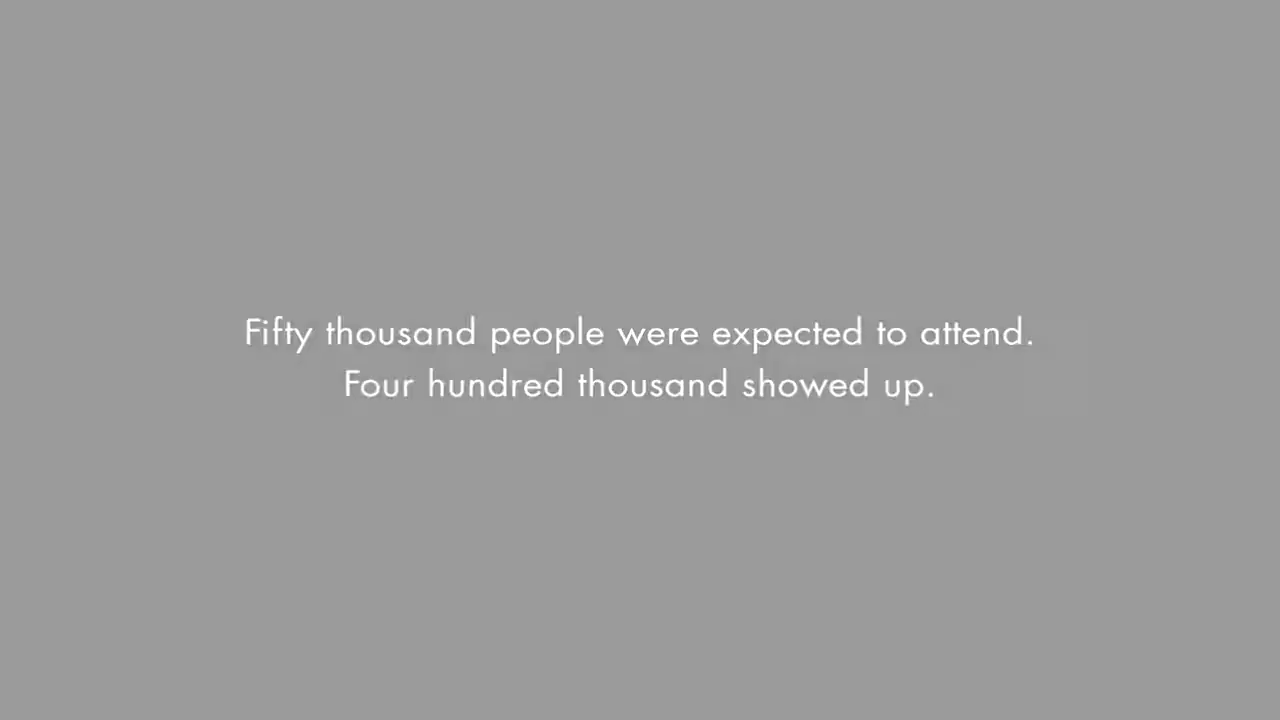 Fifty thousand people were expected to attend.
Four hundred thousand showed up.